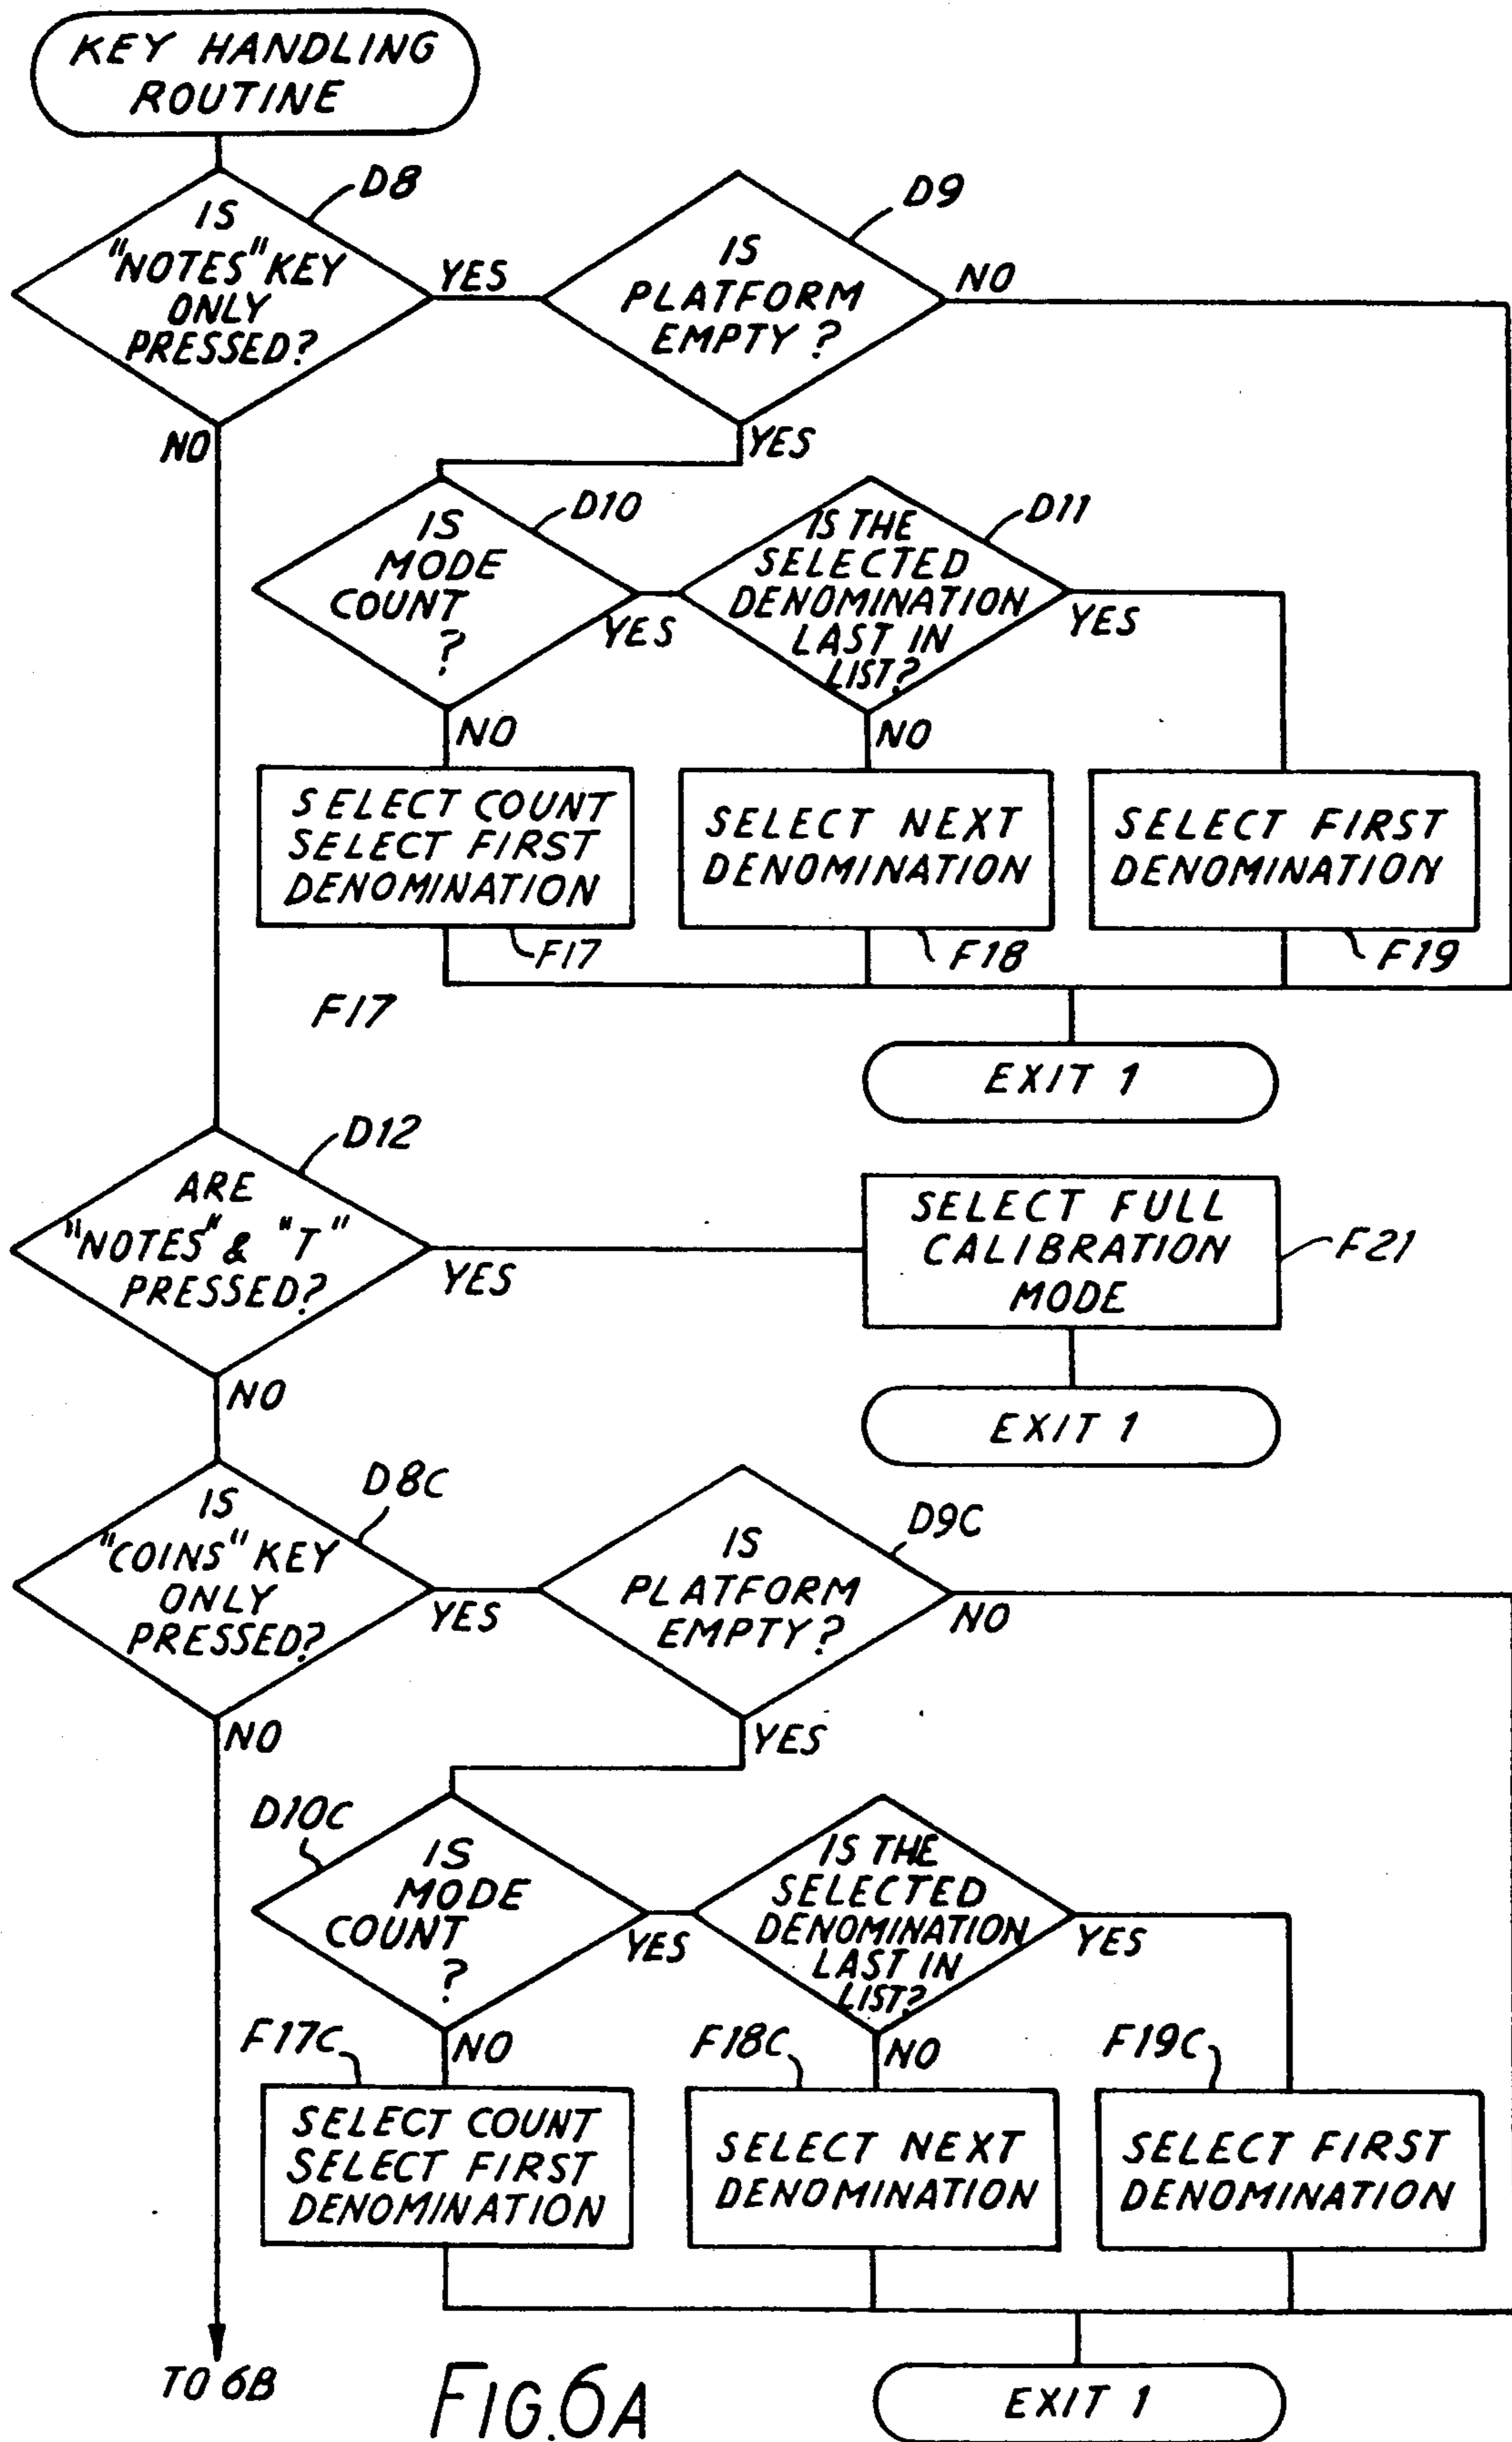 KEY HANDLING
ROUTINE
D8
IS
"NOTES" KEY
ONLY
PRESSED?
YES
NO
D9
IS
PLATFORM
EMPTY?
NO
YES
D10
IS
MODE
COUNT
?
YES
NO
D11
IS THE
SELECTED
DENOMINATION
LAST IN
LIST?
YES
NO
SELECT COUNT
SELECT FIRST
DENOMINATION
F17
SELECT NEXT
DENOMINATION
F18
SELECT FIRST
DENOMINATION
F19
F17
EXIT 1
D12
ARE
"NOTES" & "T"
PRESSED?
YES
NO
SELECT FULL
CALIBRATION
MODE
F21
EXIT 1
D8C
IS
"COINS" KEY
ONLY
PRESSED?
YES
NO
D9C
IS
PLATFORM
EMPTY?
NO
YES
D10C
IS
MODE
COUNT
?
YES
NO
IS THE
SELECTED
DENOMINATION
LAST IN
LIST?
YES
NO
F17C
SELECT COUNT
SELECT FIRST
DENOMINATION
F18C
SELECT NEXT
DENOMINATION
F19C
SELECT FIRST
DENOMINATION
EXIT 1
TO 6B
FIG.6A